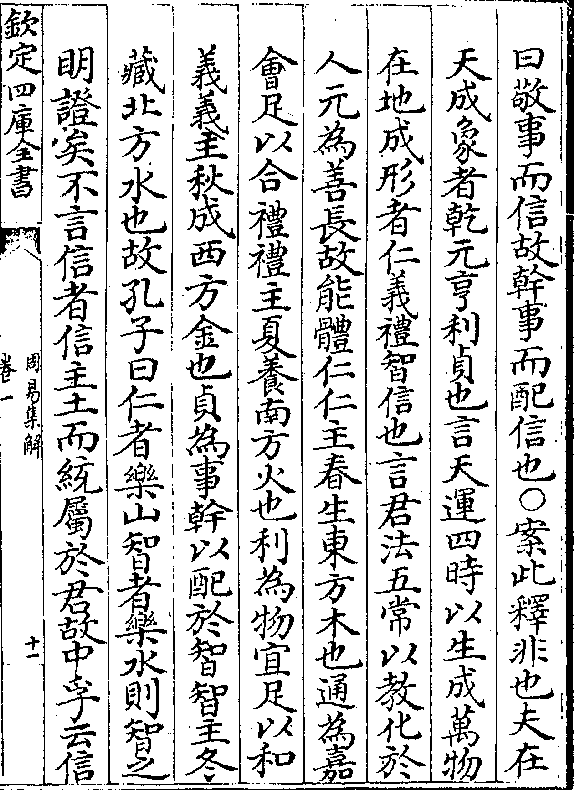 曰敬事而信故幹事而配信也○案此釋非也夫在
天成象者乾元亨利貞也言天運四時以生成萬物
在地成形者仁義禮智信也言君法五常以教化於
人元為善長故能體仁仁主春生東方木也通為嘉
會足以合禮禮主夏養南方火也利為物宜足以和
義義主秋成西方金也貞為事幹以配於智智主冬
藏北方水也故孔子曰仁者樂山智者樂水則智之
明證矣不言信者信主土而統屬於君故中孚云信
欽定四庫全書
周易集解
卷一
十一